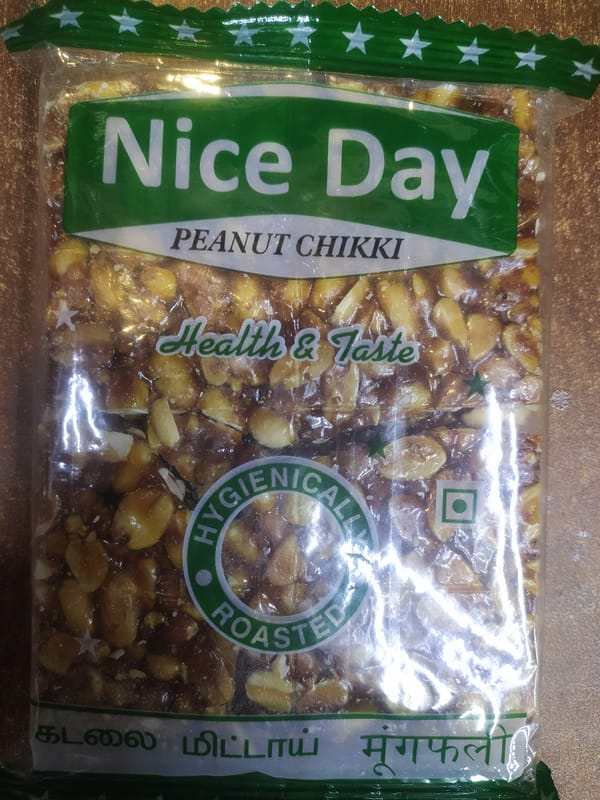 Nice Day
PEANUT CHIKKI
Health & Taste
HYGIENICALLY
ROASTED
கடலை மிட்டாய் मूंगफली